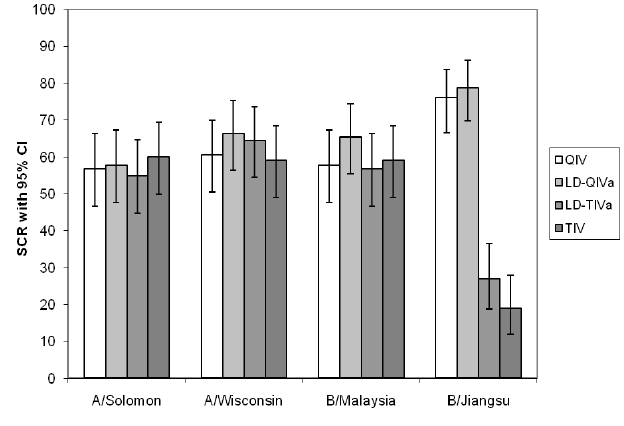 SCR with 95% CI
100
90
80
70
60
50
40
30
20
10
0
A/Solomon
A/Wisconsin
B/Malaysia
B/Jiangsu
QIV
LD-QIVa
LD-TIVa
TIV